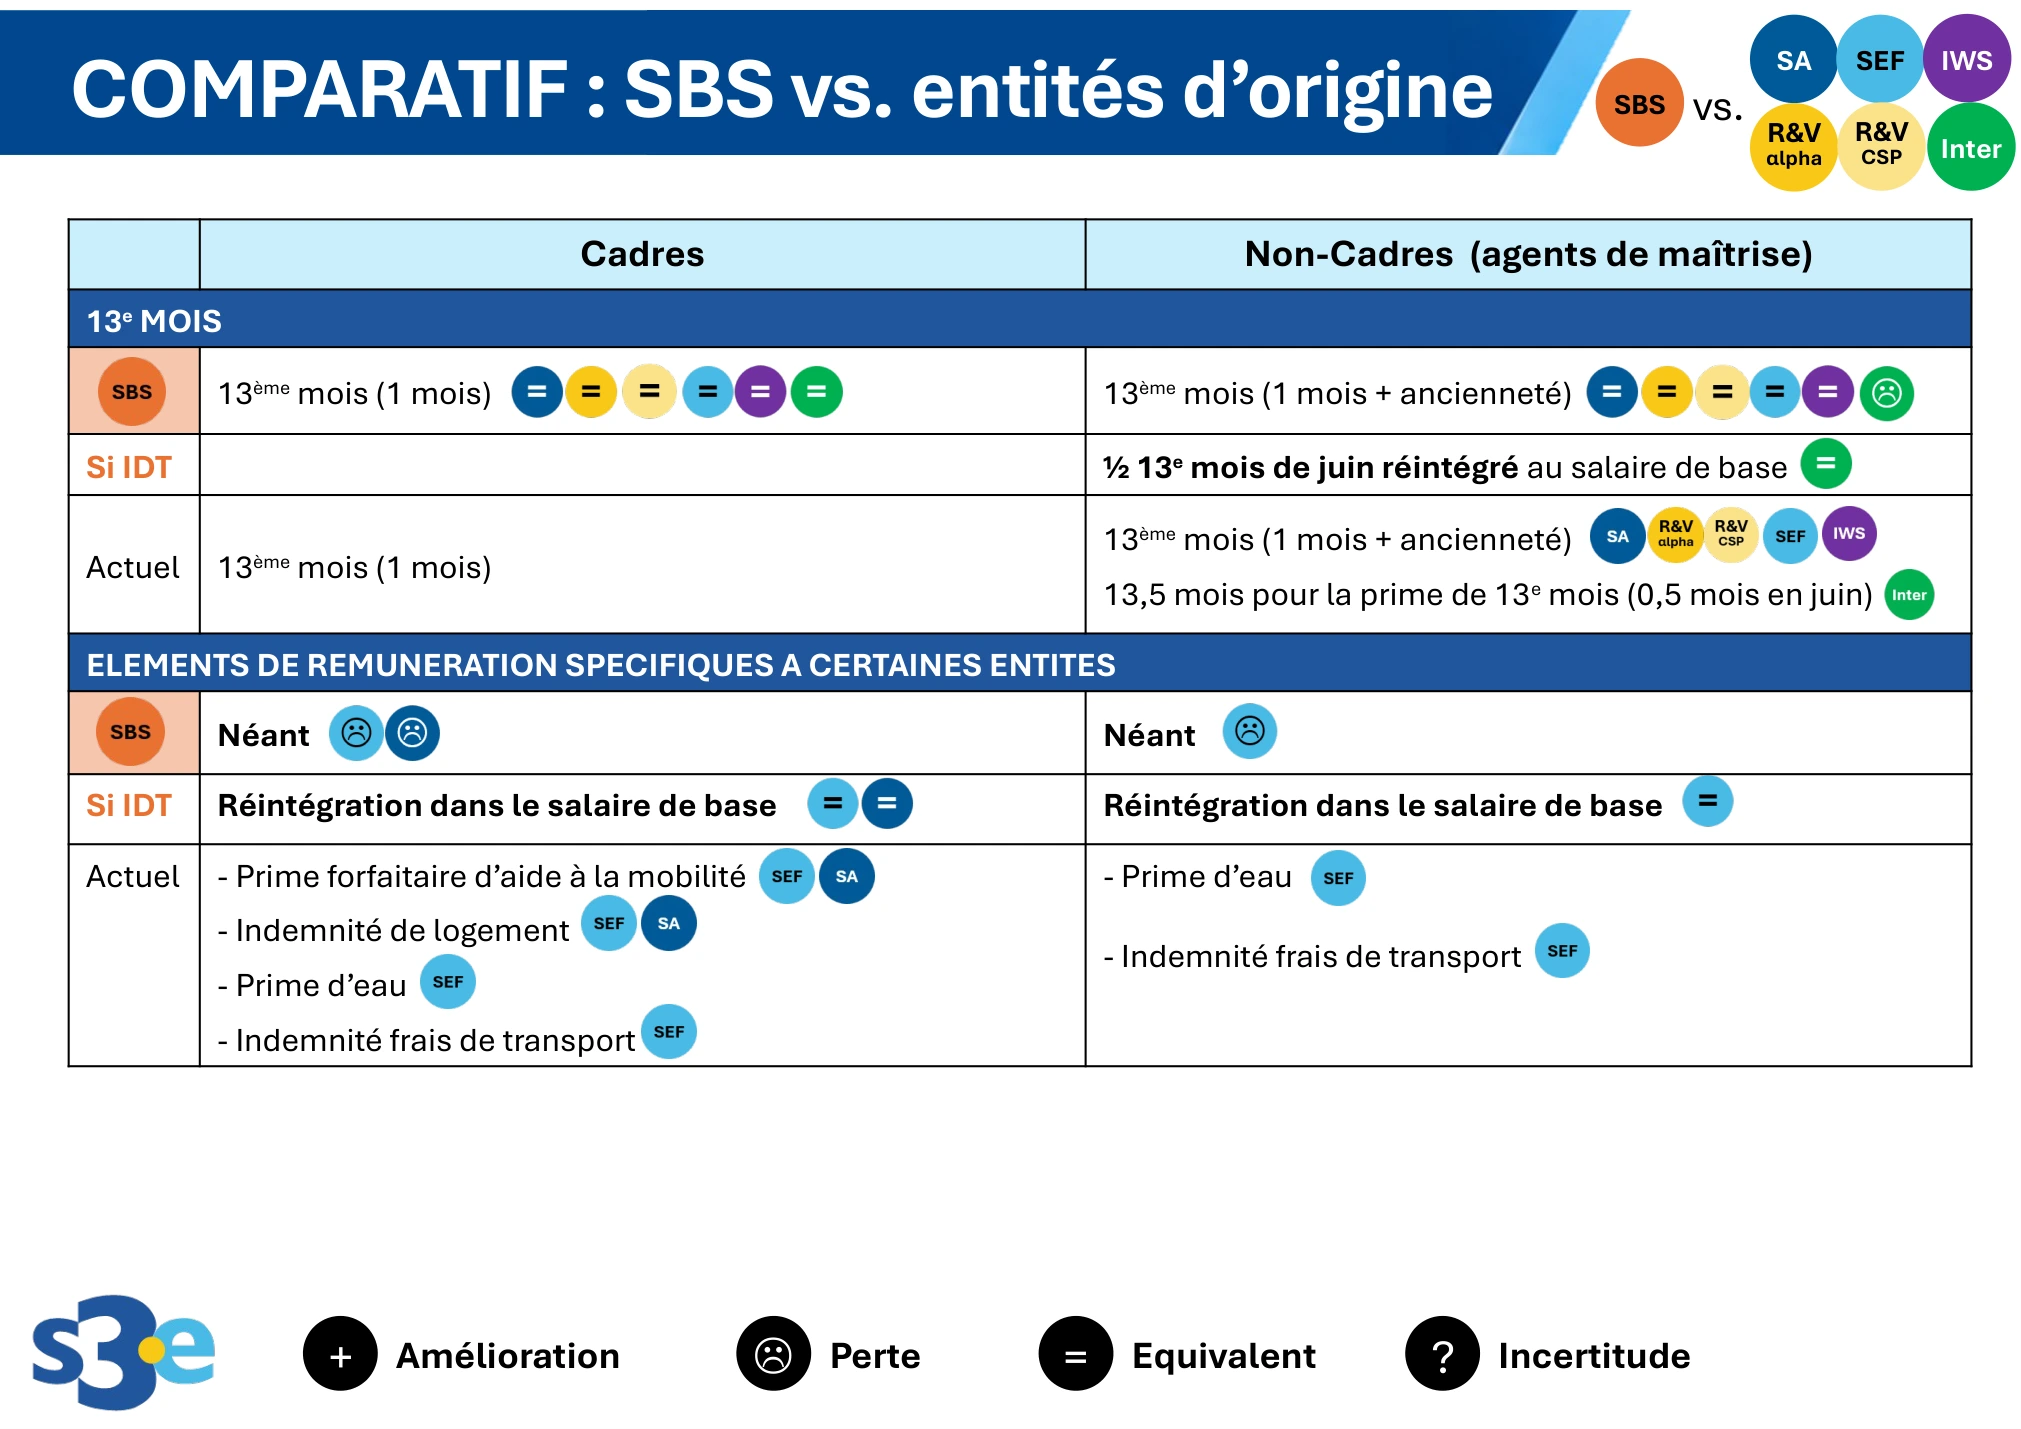 COMPARATIF : SBS vs. entités d’origine
SBS vs.
SA SEF IWS
R&V alpha R&V CSP Inter
Cadres Non-Cadres (agents de maîtrise)
13e MOIS
SBS 13ème mois (1 mois) = = = = = = 13ème mois (1 mois + ancienneté) = = = = = ☹
Si IDT ½ 13e mois de juin réintégré au salaire de base =
Actuel 13ème mois (1 mois)
13ème mois (1 mois + ancienneté) SA R&V alpha R&V CSP SEF IWS
13,5 mois pour la prime de 13e mois (0,5 mois en juin) Inter
ELEMENTS DE REMUNERATION SPECIFIQUES A CERTAINES ENTITES
SBS Néant ☹ ☹ Néant ☹
Si IDT Réintégration dans le salaire de base = = Réintégration dans le salaire de base =
Actuel
- Prime forfaitaire d’aide à la mobilité SEF SA
- Indemnité de logement SEF SA
- Prime d’eau SEF
- Indemnité frais de transport SEF
- Prime d’eau SEF
- Indemnité frais de transport SEF
s3e
+ Amélioration ☹ Perte = Equivalent ? Incertitude